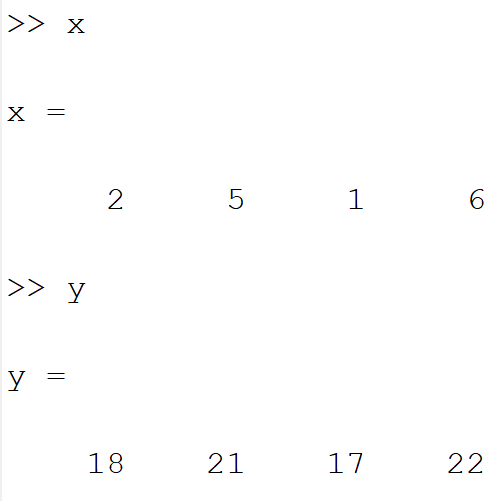 >> x
x =
2 5 1 6
>> y
y =
18 21 17 22